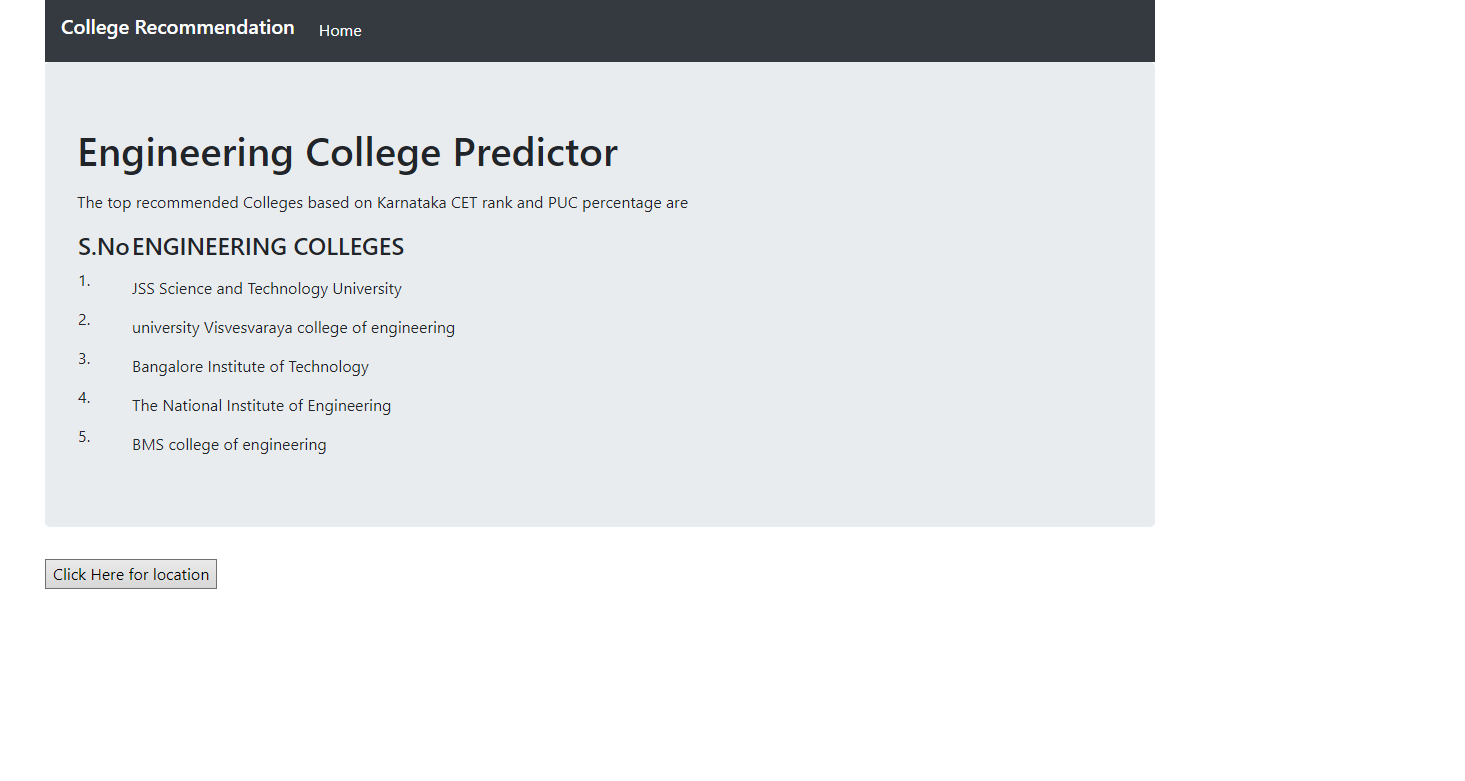 College Recommendation Home
Engineering College Predictor
The top recommended Colleges based on Karnataka CET rank and PUC percentage are
S.No ENGINEERING COLLEGES
1. JSS Science and Technology University
2. university Visvesvaraya college of engineering
3. Bangalore Institute of Technology
4. The National Institute of Engineering
5. BMS college of engineering
Click Here for location